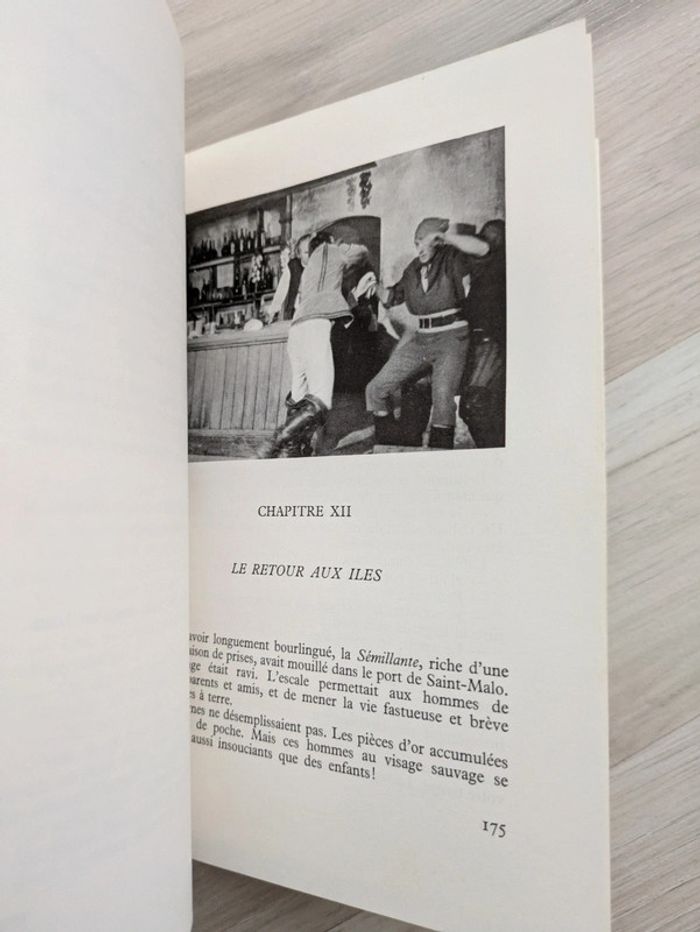 CHAPITRE XII
LE RETOUR AUX ILES
avoir longuement bourlingué, la Sémillante, riche d'une
de prises, avait mouillé dans le port de Saint-Malo.
était ravi. L'escale permettait aux hommes de
parents et amis, et de mener la vie fastueuse et brève
à terre.
ne désemplissaient pas. Les pièces d'or accumulées
de poche. Mais ces hommes au visage sauvage se
aussi insouciants que des enfants!
175